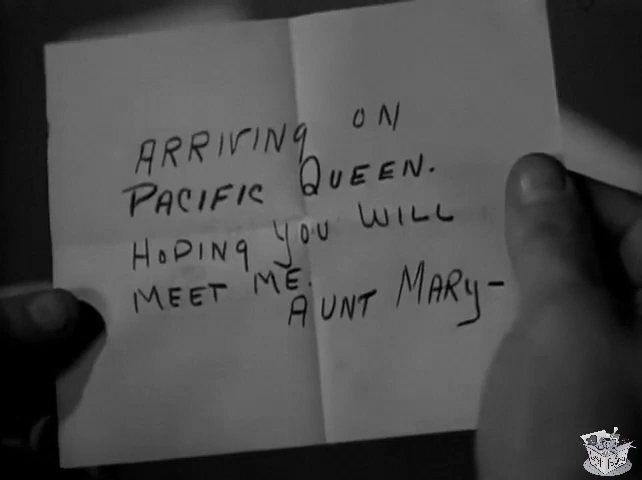 ARRIVING ON
PACIFIC QUEEN.
HOPING YOU WILL
MEET ME.
AUNT MARY-